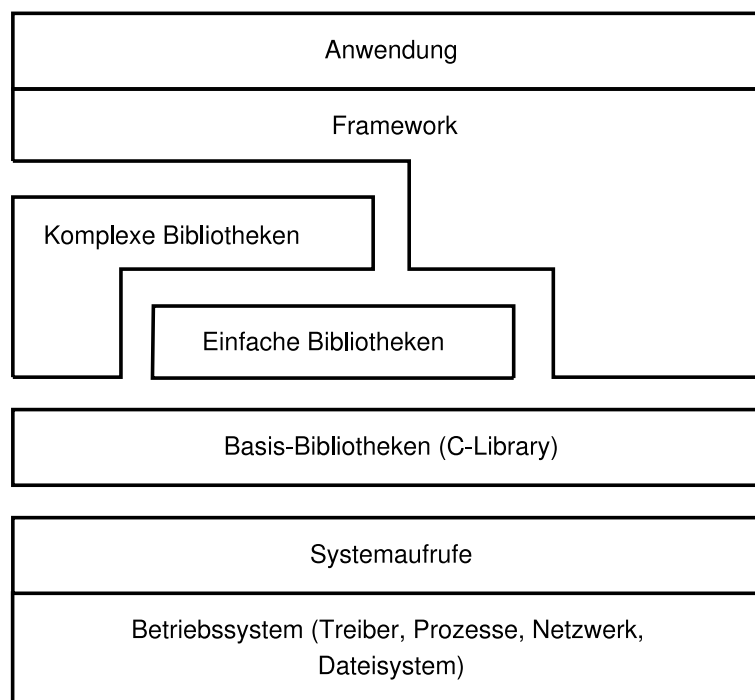 Anwendung
Framework
Komplexe Bibliotheken
Einfache Bibliotheken
Basis-Bibliotheken (C-Library)
Systemaufrufe
Betriebssystem (Treiber, Prozesse, Netzwerk,
Dateisystem)